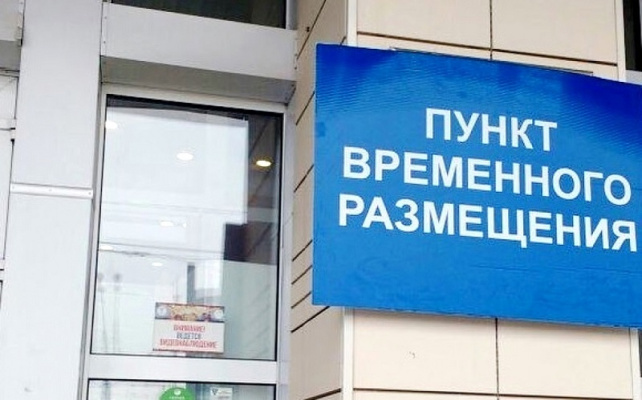 ПУНКТ
ВРЕМЕННОГО
РАЗМЕЩЕНИЯ
ВНИМАНИЕ!
ВЕДЕТСЯ
ВИДЕОНАБЛЮДЕНИЕ